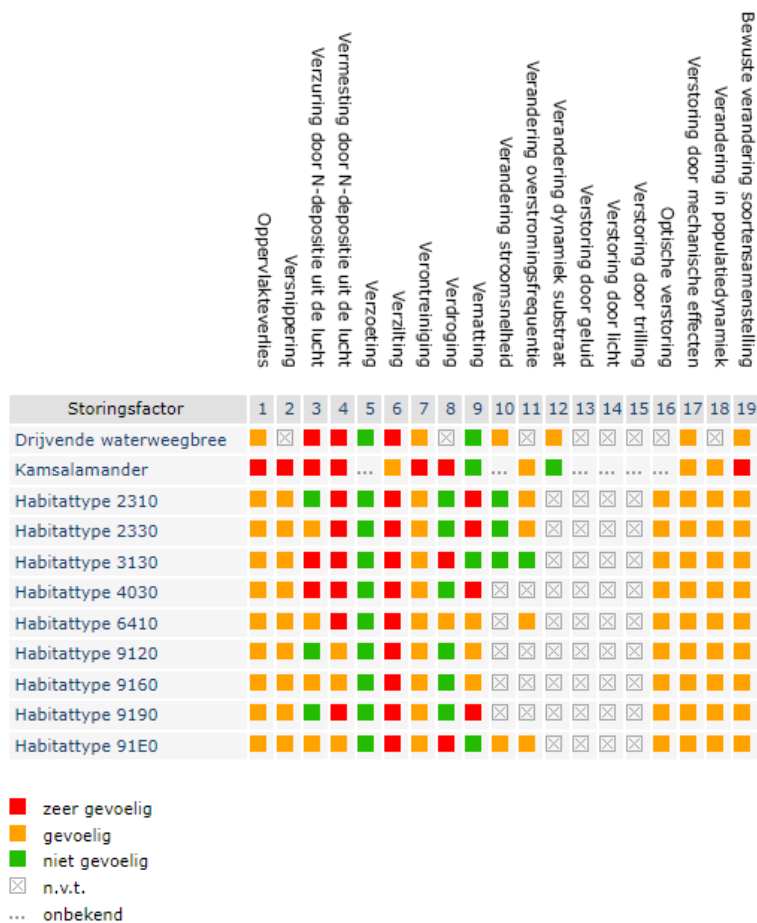 Oppervlakteverlies
Versnippering
Verzuring door N-depositie uit de lucht
Vermesting door N-depositie uit de lucht
Verzoeting
Verzilting
Verontreiniging
Verdroging
Vernatting
Verandering stroomsnelheid
Verandering overstromingsfrequentie
Verandering dynamiek substraat
Verstoring door geluid
Verstoring door licht
Verstoring door trilling
Optische verstoring
Verstoring door mechanische effecten
Verandering in populatiedynamiek
Bewuste verandering soortensamenstelling
Storingsfactor 1 2 3 4 5 6 7 8 9 10 11 12 13 14 15 16 17 18 19
Drijvende waterweegbree
Kamsalamander ... ... ... ... ... ...
Habitattype 2310
Habitattype 2330
Habitattype 3130
Habitattype 4030
Habitattype 6410
Habitattype 9120
Habitattype 9160
Habitattype 9190
Habitattype 91E0
zeer gevoelig
gevoelig
niet gevoelig
n.v.t.
... onbekend